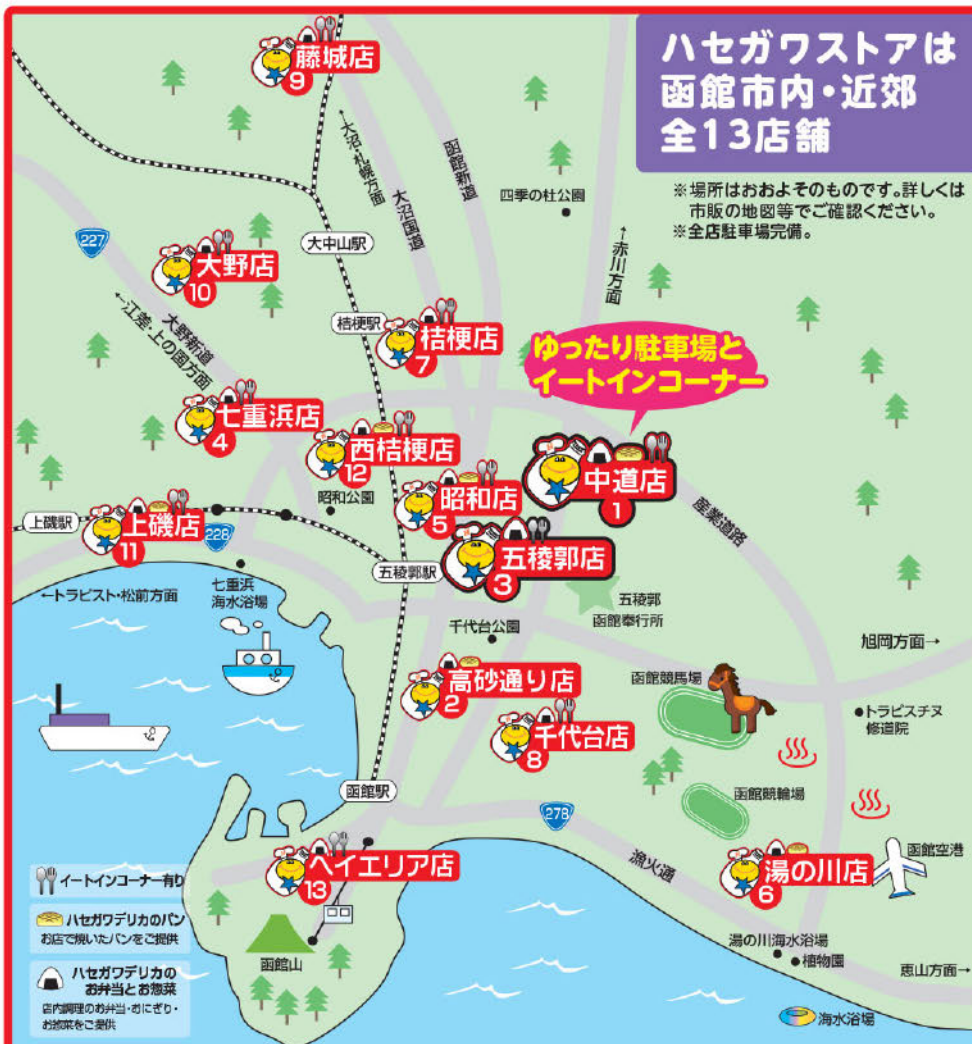 ハセガワストアは
函館市内・近郊
全13店舗
※場所はおおよそのものです。詳しくは
市販の地図等でご確認ください。
※全店駐車場完備。
藤城店
9
←大沼・札幌方面
大沼国道
函館新道
四季の杜公園
↑赤川方面
大中山駅
227
大野店
10
大野新道
←江差・上の国方面
桔梗駅
桔梗店
7
ゆったり駐車場と
イートインコーナー
七重浜店
4
西桔梗店
12
昭和公園
昭和店
5
中道店
1
産業道路
上磯駅
上磯店
11
228
五稜郭駅
五稜郭店
3
七重浜
海水浴場
←トラピスト・松前方面
五稜郭
函館奉行所
千代台公園
旭岡方面→
高砂通り店
2
函館競馬場
トラピスチヌ
修道院
千代台店
8
函館駅
278
函館競輪場
漁火通
ベイエリア店
13
湯の川店
6
函館空港
函館山
湯の川海水浴場
植物園
恵山方面→
海水浴場
イートインコーナー有り
ハセガワデリカのパン
お店で焼いたパンをご提供
ハセガワデリカの
お弁当とお惣菜
店内調理のお弁当・おにぎり・
お惣菜をご提供